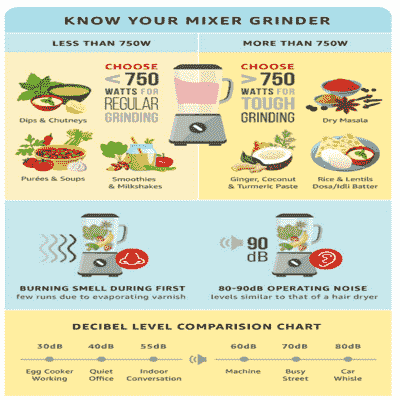 KNOW YOUR MIXER GRINDER
LESS THAN 750W
MORE THAN 750W
CHOOSE
< 750
WATTS FOR
REGULAR
GRINDING
CHOOSE
> 750
WATTS FOR
TOUGH
GRINDING
Dips & Chutneys
Dry Masala
Purées & Soups
Smoothies
& Milkshakes
Ginger, Coconut
& Turmeric Paste
Rice & Lentils
Dosa/Idli Batter
90
dB
BURNING SMELL DURING FIRST
few runs due to evaporating varnish
80-90dB OPERATING NOISE
levels similar to that of a hair dryer
DECIBEL LEVEL COMPARISION CHART
30dB 40dB 55dB 60dB 70dB 80dB
Egg Cooker Quiet Indoor Machine Busy Car
Working Office Conversation Street Whisle